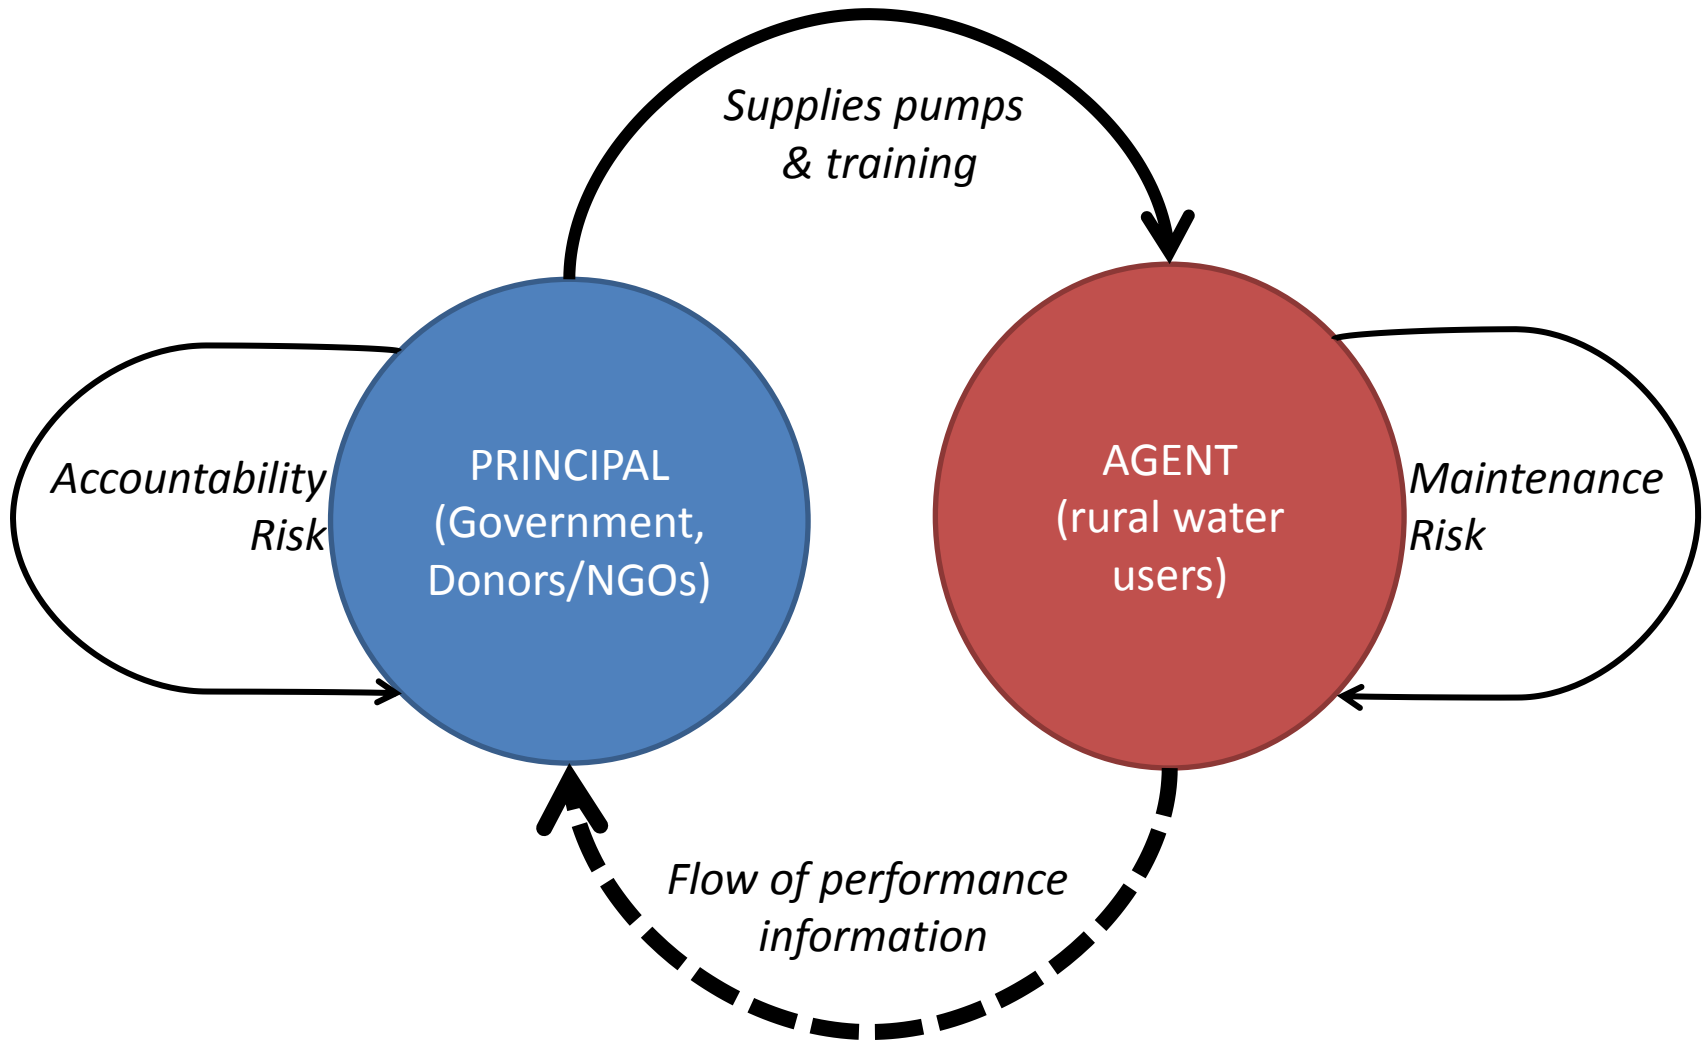 Supplies pumps
& training
Accountability
Risk
PRINCIPAL
(Government,
Donors/NGOs)
AGENT
(rural water
users)
Maintenance
Risk
Flow of performance
information